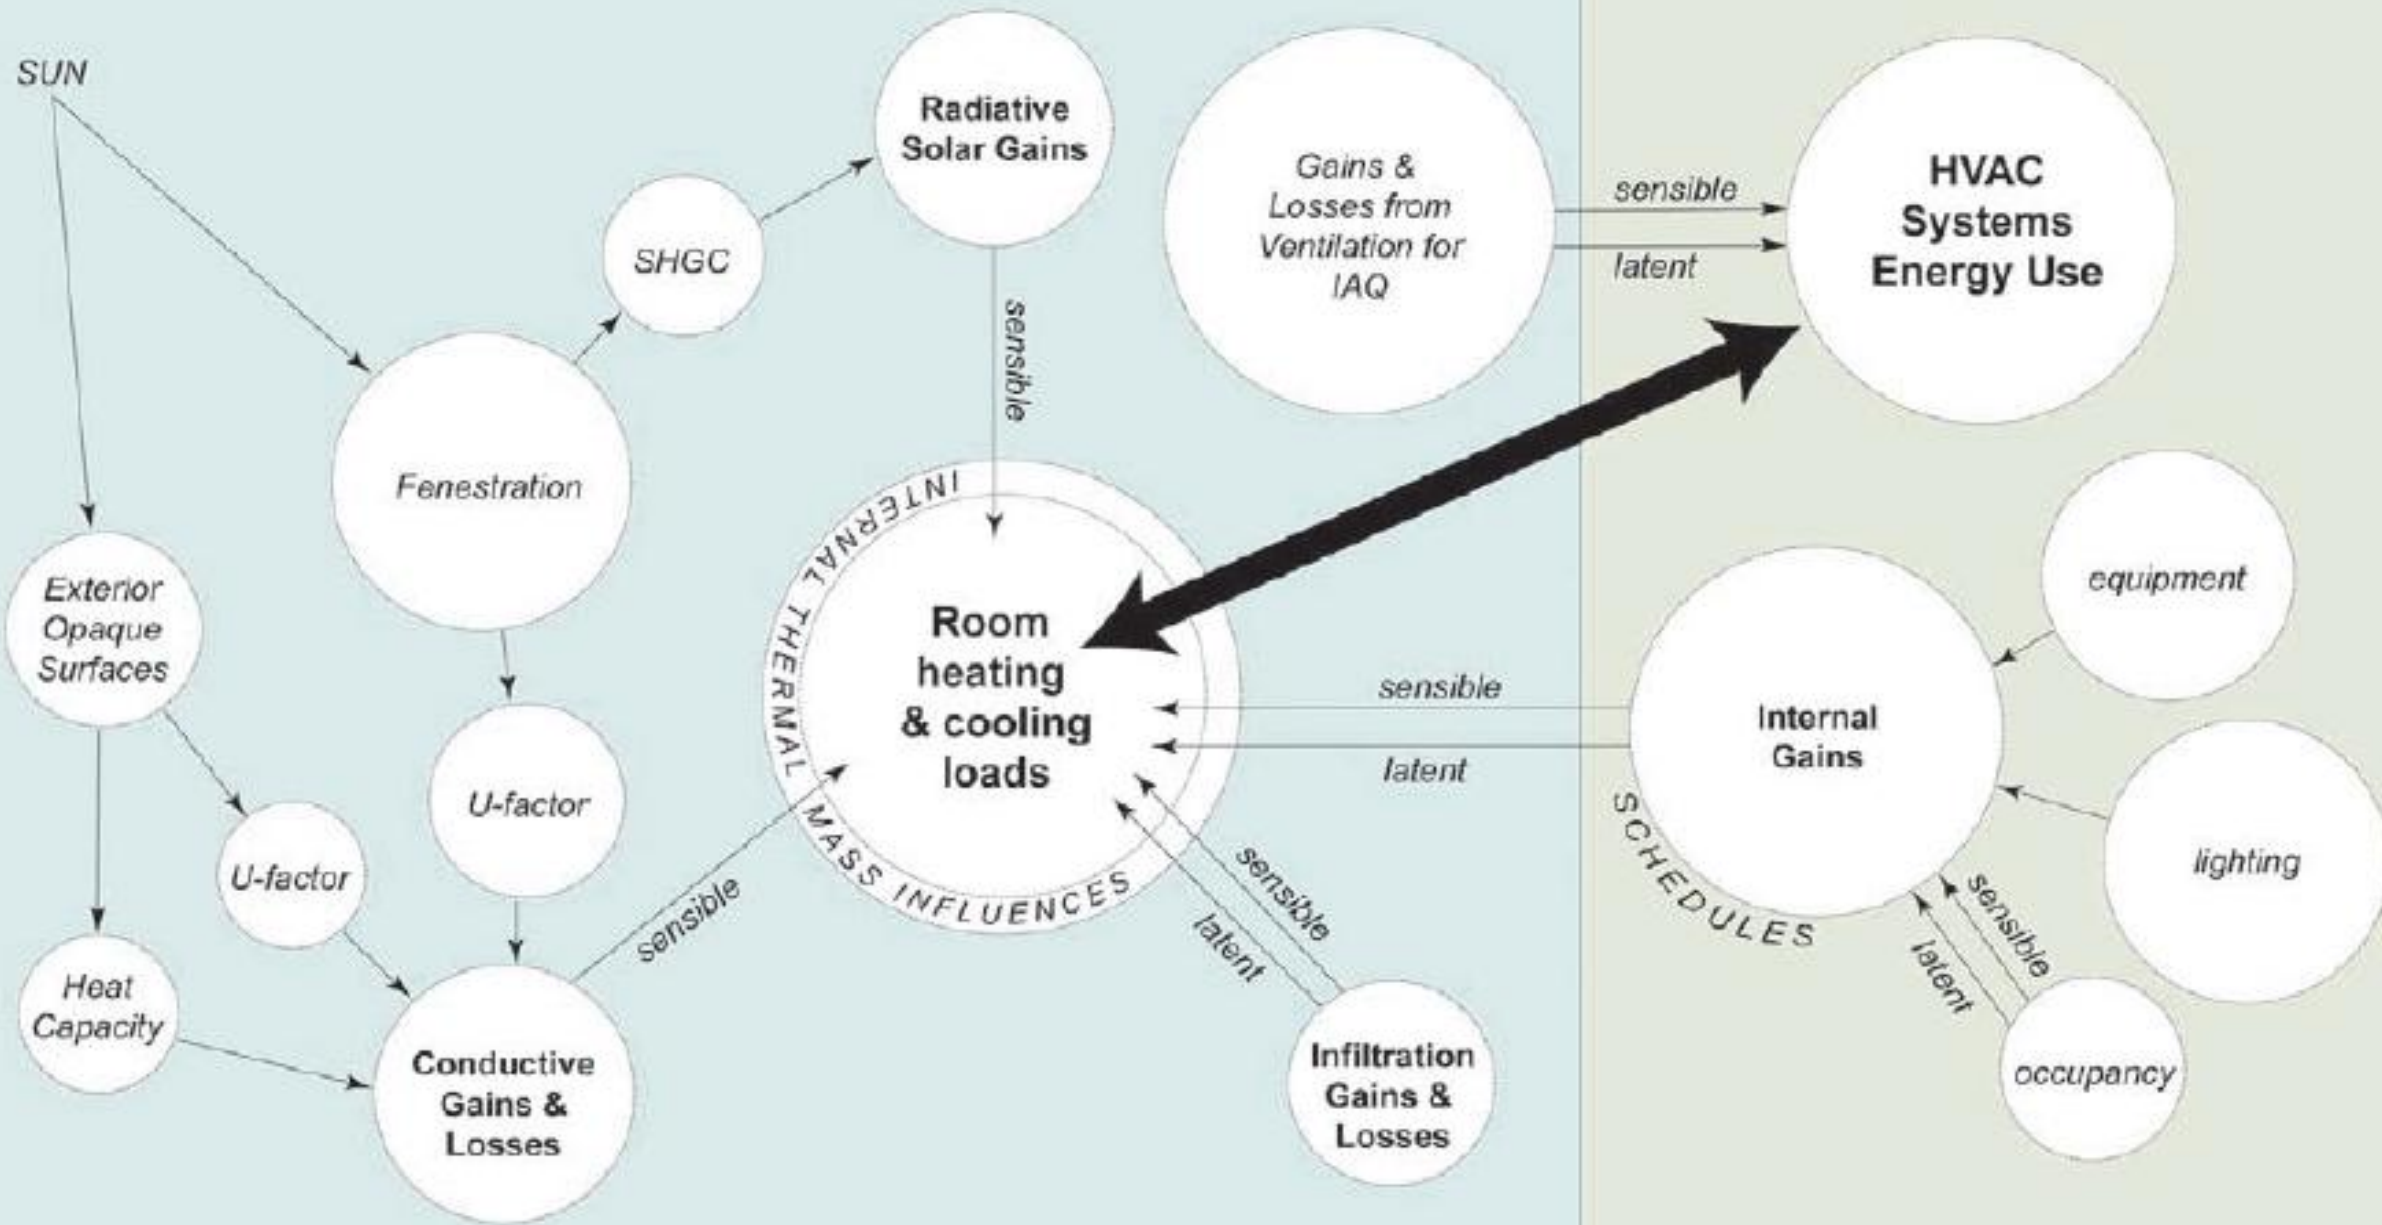 SUN
Radiative
Solar Gains
SHGC
Gains &
Losses from
Ventilation for
IAQ
sensible
latent
HVAC
Systems
Energy Use
sensible
Fenestration
Exterior
Opaque
Surfaces
INTERNAL THERMAL MASS INFLUENCES
Room
heating
& cooling
loads
equipment
sensible
latent
Internal
Gains
SCHEDULES
lighting
U-factor
U-factor
sensible
sensible
latent
sensible
latent
Heat
Capacity
Conductive
Gains &
Losses
Infiltration
Gains &
Losses
occupancy